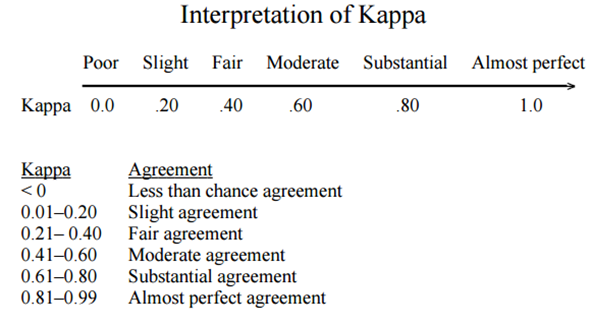 Interpretation of Kappa
Poor Slight Fair Moderate Substantial Almost perfect
Kappa 0.0 .20 .40 .60 .80 1.0
Kappa Agreement
< 0 Less than chance agreement
0.01–0.20 Slight agreement
0.21– 0.40 Fair agreement
0.41–0.60 Moderate agreement
0.61–0.80 Substantial agreement
0.81–0.99 Almost perfect agreement